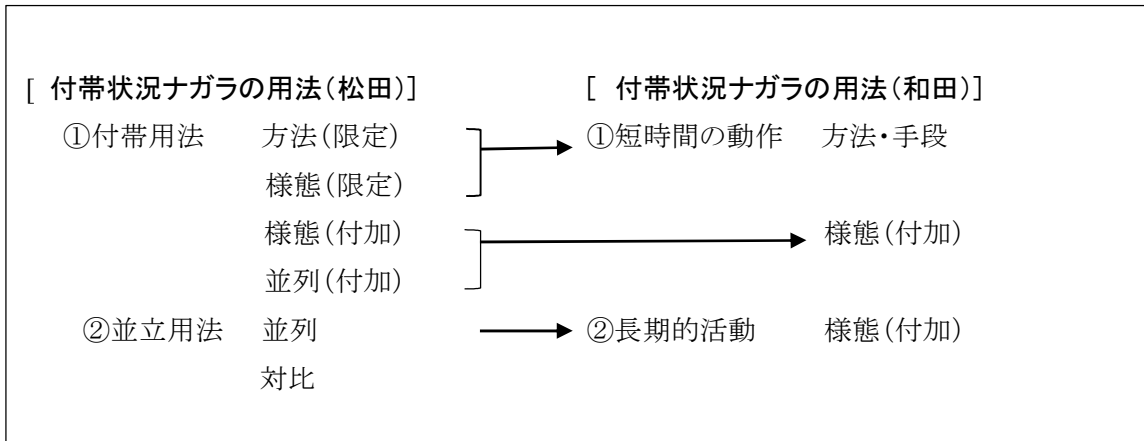 [ 付帯状況ナガラの用法(松田)] [ 付帯状況ナガラの用法(和田)]
①付帯用法 方法(限定) ①短時間の動作 方法・手段
様態(限定)
様態(付加) 様態(付加)
並列(付加)
②並立用法 並列 ②長期的活動 様態(付加)
対比